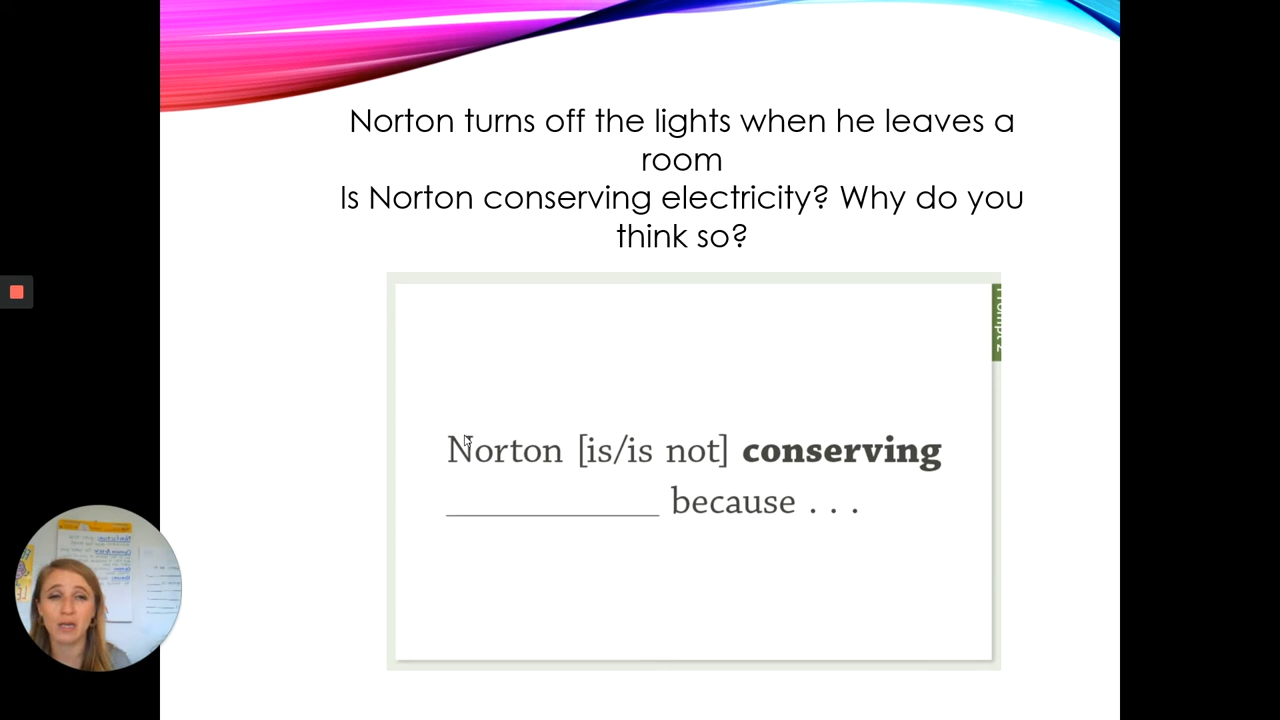 Norton turns off the lights when he leaves a
room
Is Norton conserving electricity? Why do you
think so?
Norton [is/is not] conserving
____________ because . . .